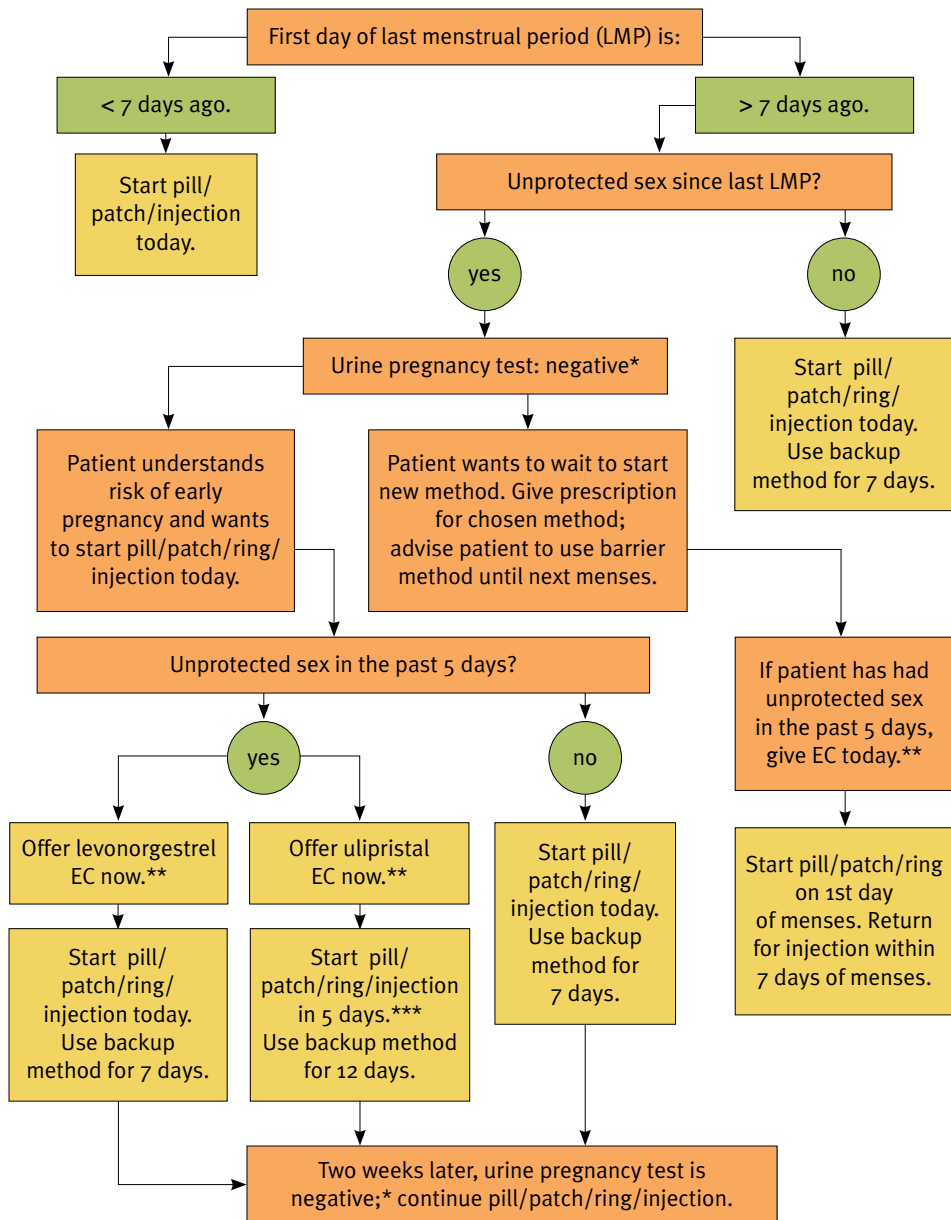 First day of last menstrual period (LMP) is:
< 7 days ago.
> 7 days ago.
Start pill/
patch/injection
today.
Unprotected sex since last LMP?
yes
no
Urine pregnancy test: negative*
Start pill/
patch/ring/
injection today.
Use backup
method for 7 days.
Patient understands
risk of early
pregnancy and wants
to start pill/patch/ring/
injection today.
Patient wants to wait to start
new method. Give prescription
for chosen method;
advise patient to use barrier
method until next menses.
Unprotected sex in the past 5 days?
If patient has had
unprotected sex
in the past 5 days,
give EC today.**
yes
no
Offer levonorgestrel
EC now.**
Offer ulipristal
EC now.**
Start pill/
patch/ring/
injection today.
Use backup
method for
7 days.
Start pill/patch/ring
on 1st day
of menses. Return
for injection within
7 days of menses.
Start pill/
patch/ring/
injection today.
Use backup
method for 7 days.
Start pill/
patch/ring/injection
in 5 days.***
Use backup method
for 12 days.
Two weeks later, urine pregnancy test is
negative;* continue pill/patch/ring/injection.